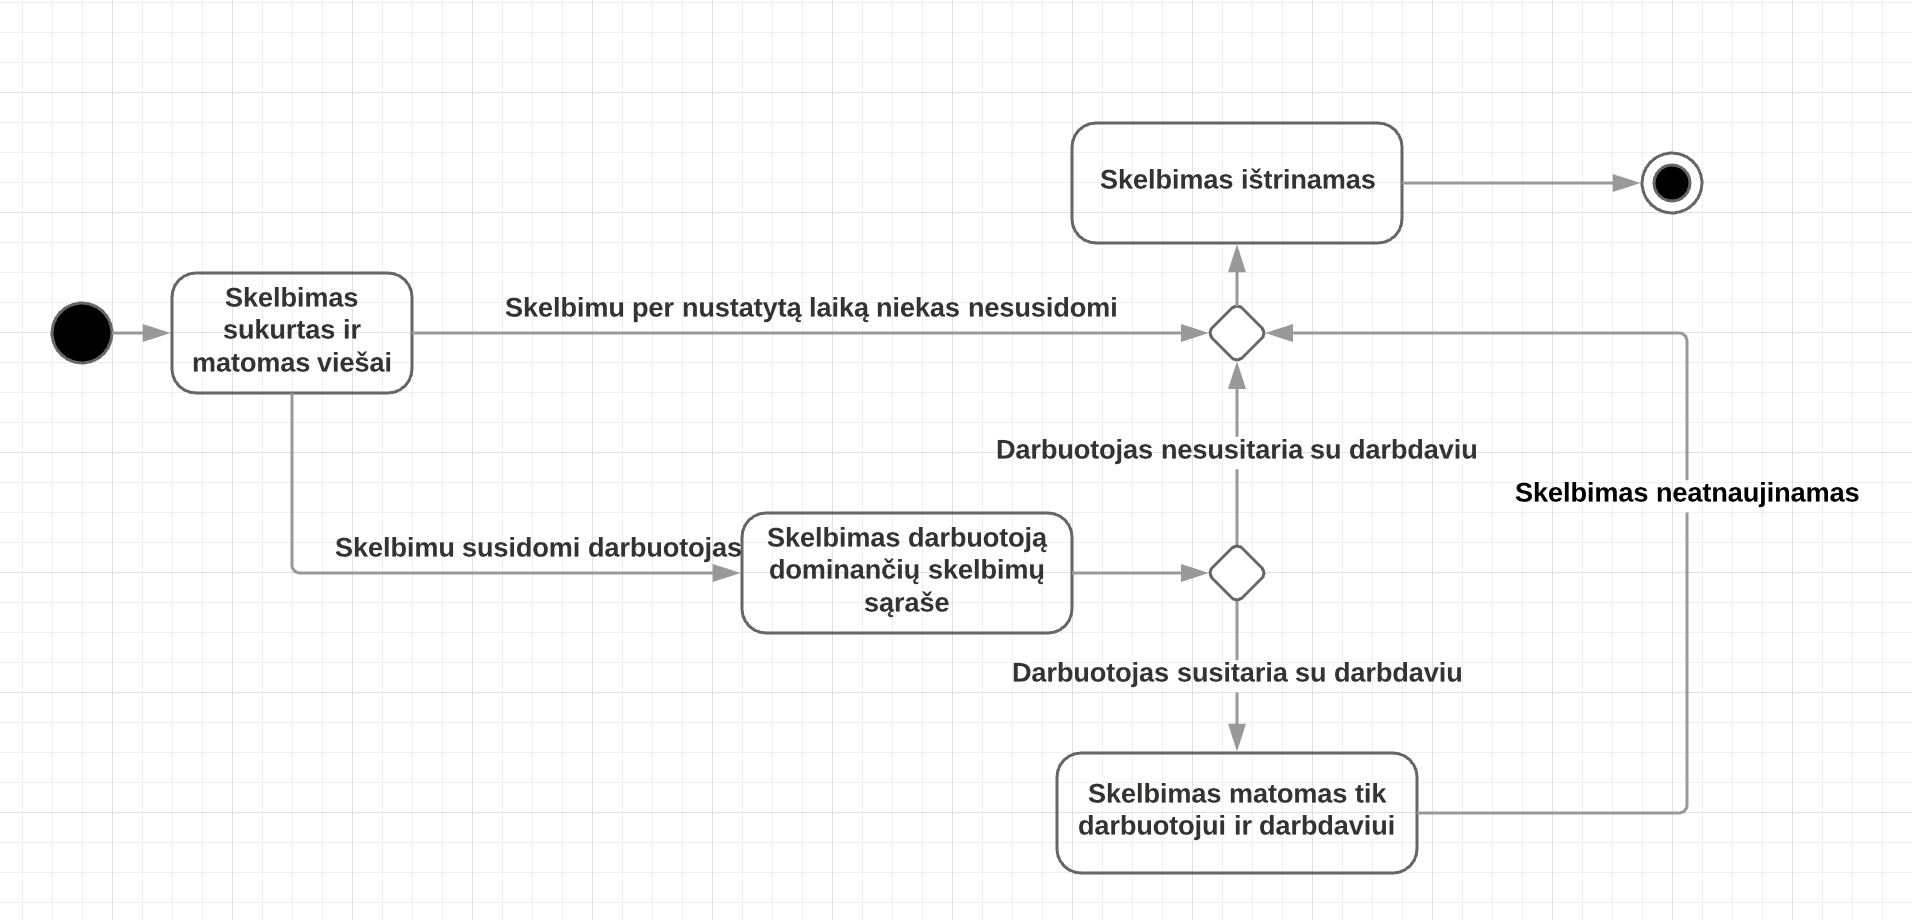 Skelbimas ištrinamas
Skelbimas
sukurtas ir
matomas viešai
Skelbimu per nustatytą laiką niekas nesusidomi
Darbuotojas nesusitaria su darbdaviu
Skelbimas neatnaujinamas
Skelbimu susidomi darbuotojas
Skelbimas darbuotoją
dominančių skelbimų
sąraše
Darbuotojas susitaria su darbdaviu
Skelbimas matomas tik
darbuotojui ir darbdaviui